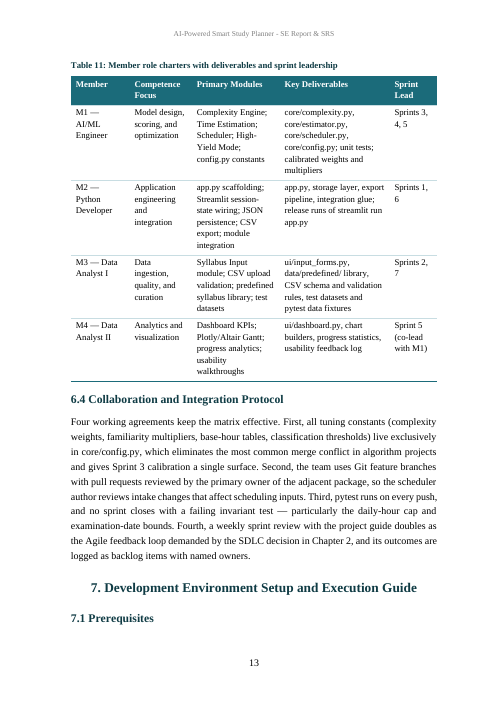 AI-Powered Smart Study Planner - SE Report & SRS
Table 11: Member role charters with deliverables and sprint leadership
Member Competence Focus Primary Modules Key Deliverables Sprint Lead
M1 — AI/ML Engineer
Model design, scoring, and optimization
Complexity Engine; Time Estimation; Scheduler; High-Yield Mode; config.py constants
core/complexity.py, core/estimator.py, core/scheduler.py, core/config.py; unit tests; calibrated weights and multipliers
Sprints 3, 4, 5
M2 — Python Developer
Application engineering and integration
app.py scaffolding; Streamlit session-state wiring; JSON persistence; CSV export; module integration
app.py, storage layer, export pipeline, integration glue; release runs of streamlit run app.py
Sprints 1, 6
M3 — Data Analyst I
Data ingestion, quality, and curation
Syllabus Input module; CSV upload validation; predefined syllabus library; test datasets
ui/input_forms.py, data/predefined/ library, CSV schema and validation rules, test datasets and pytest data fixtures
Sprints 2, 7
M4 — Data Analyst II
Analytics and visualization
Dashboard KPIs; Plotly/Altair Gantt; progress analytics; usability walkthroughs
ui/dashboard.py, chart builders, progress statistics, usability feedback log
Sprint 5 (co-lead with M1)
6.4 Collaboration and Integration Protocol
Four working agreements keep the matrix effective. First, all tuning constants (complexity
weights, familiarity multipliers, base-hour tables, classification thresholds) live exclusively
in core/config.py, which eliminates the most common merge conflict in algorithm projects
and gives Sprint 3 calibration a single surface. Second, the team uses Git feature branches
with pull requests reviewed by the primary owner of the adjacent package, so the scheduler
author reviews intake changes that affect scheduling inputs. Third, pytest runs on every push,
and no sprint closes with a failing invariant test — particularly the daily-hour cap and
examination-date bounds. Fourth, a weekly sprint review with the project guide doubles as
the Agile feedback loop demanded by the SDLC decision in Chapter 2, and its outcomes are
logged as backlog items with named owners.
7. Development Environment Setup and Execution Guide
7.1 Prerequisites
13